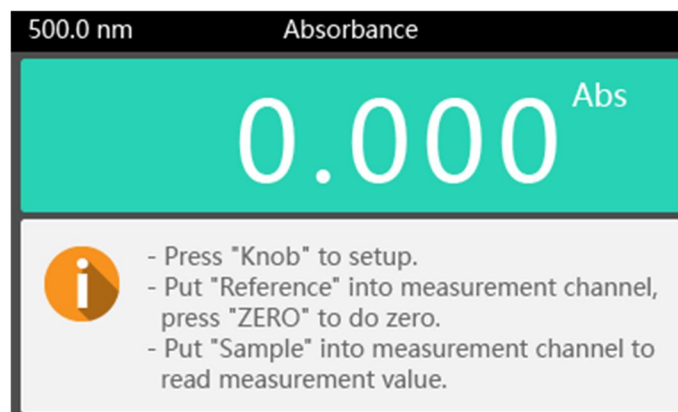 500.0 nm Absorbance
0.000 Abs
- Press "Knob" to setup.
- Put "Reference" into measurement channel,
press "ZERO" to do zero.
- Put "Sample" into measurement channel to
read measurement value.